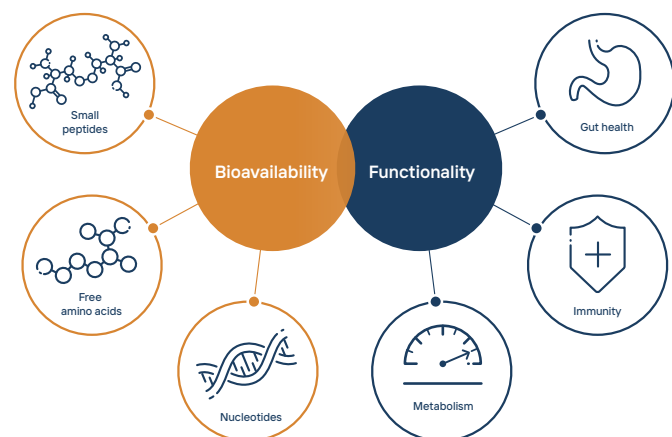 Small
peptides
Gut health
Bioavailability
Functionality
Free
amino acids
Immunity
Nucleotides
Metabolism